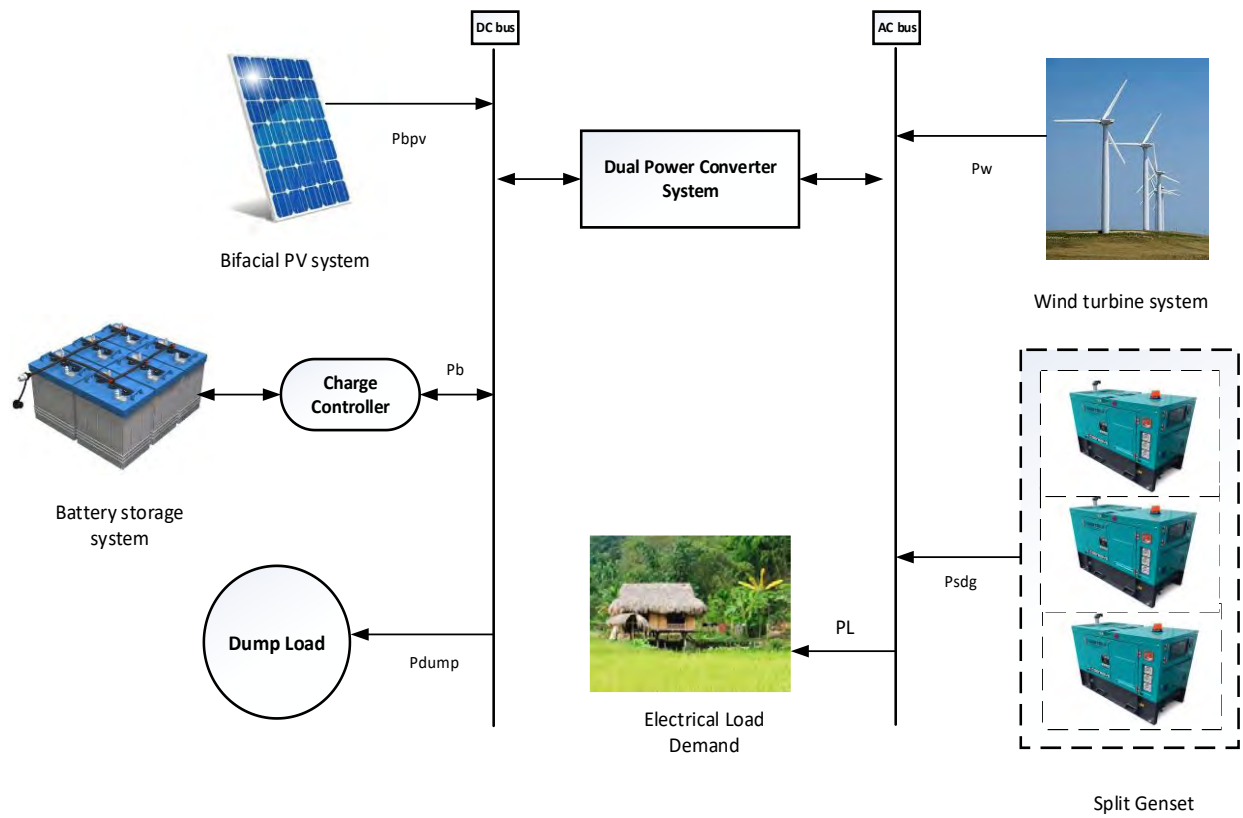 DC bus
AC bus
Pbpv
Dual Power Converter
System
Pw
Bifacial PV system
Wind turbine system
Charge
Controller
Pb
Battery storage
system
Psdg
Dump Load
Pdump
PL
Electrical Load
Demand
Split Genset